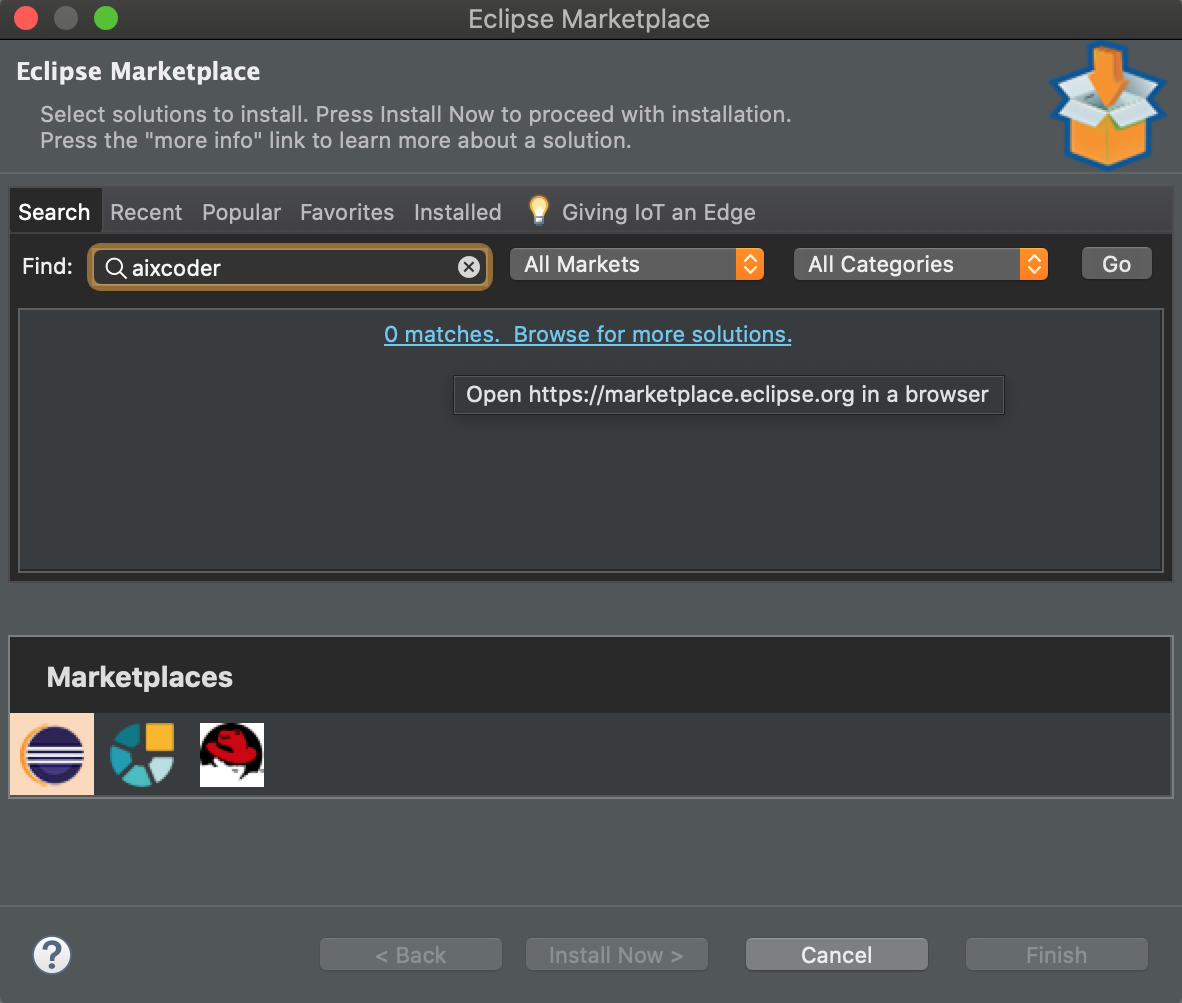 Eclipse Marketplace
Eclipse Marketplace
Select solutions to install. Press Install Now to proceed with installation.
Press the "more info" link to learn more about a solution.
Search Recent Popular Favorites Installed Giving IoT an Edge
Find: aixcoder All Markets All Categories Go
0 matches.  Browse for more solutions.
Open https://marketplace.eclipse.org in a browser
Marketplaces
? < Back Install Now > Cancel Finish